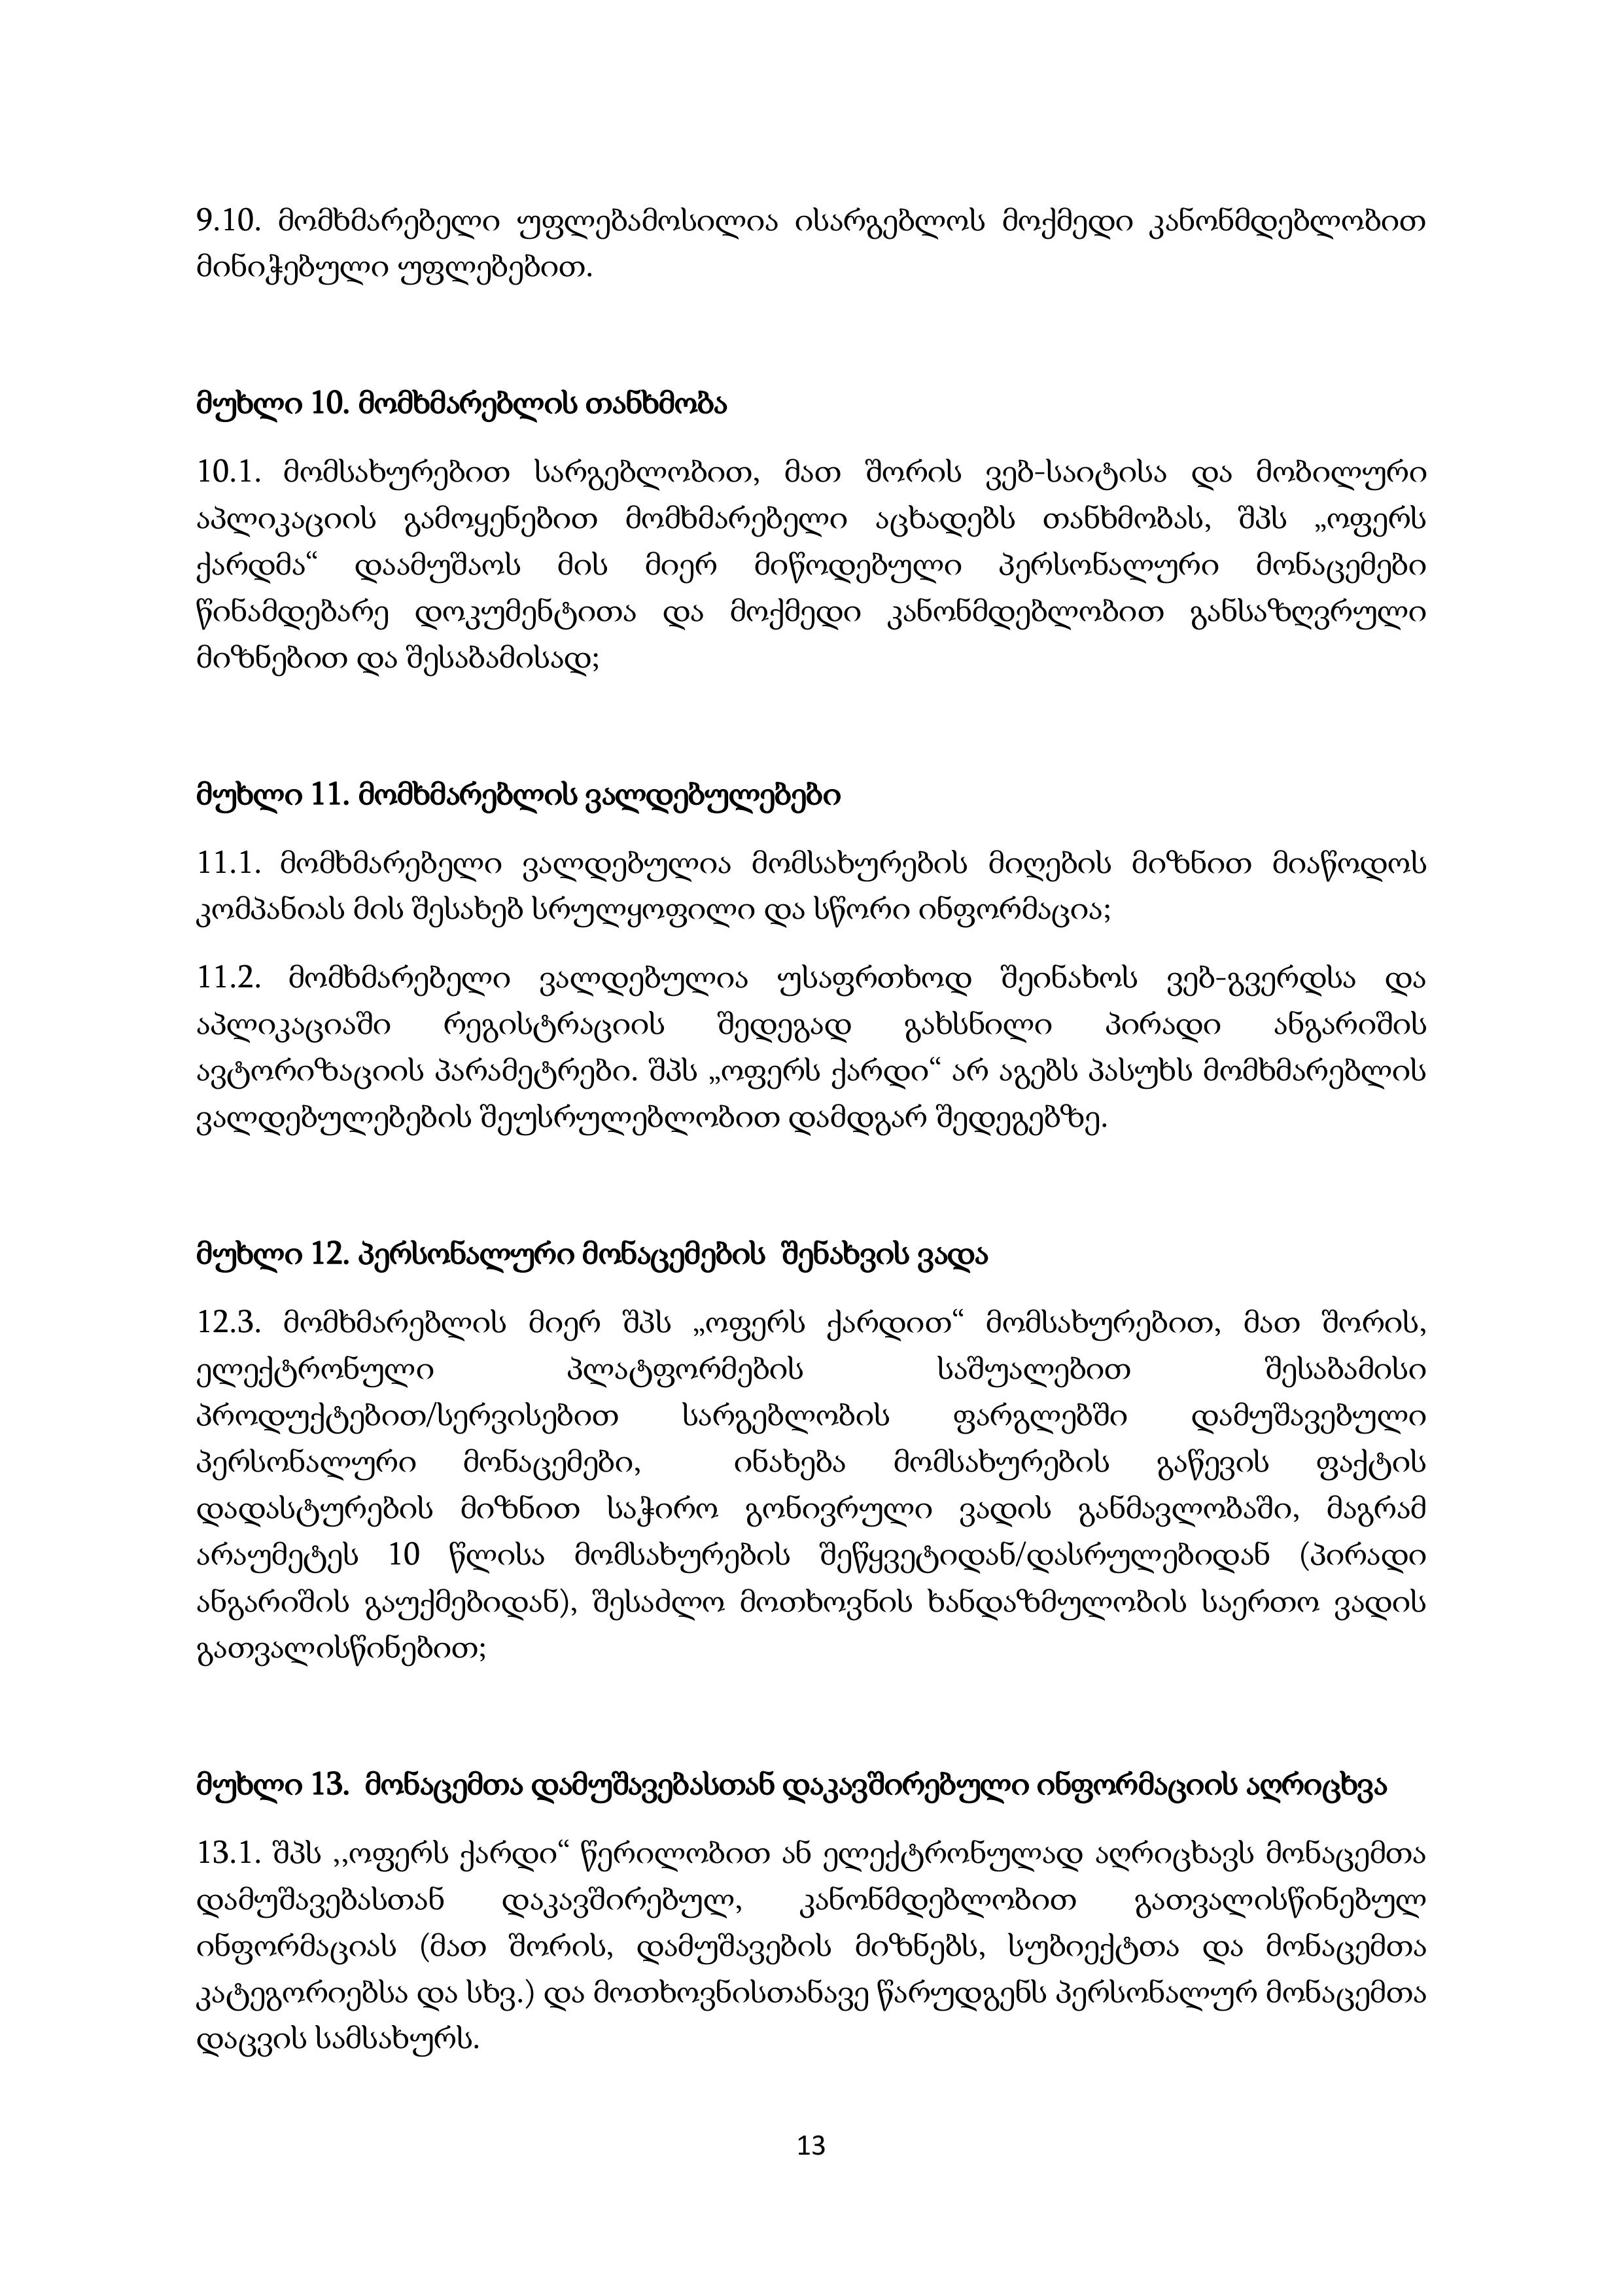 9.10. მომხმარებელი უფლებამოსილია ისარგებლოს მოქმედი კანონმდებლობით
მინიჭებული უფლებებით.
მუხლი 10. მომხმარებლის თანხმობა
10.1. მომსახურებით სარგებლობით, მათ შორის ვებ-საიტისა და მობილური
აპლიკაციის გამოყენებით მომხმარებელი აცხადებს თანხმობას, შპს „ოფერს
ქარდმა“ დაამუშაოს მის მიერ მიწოდებული პერსონალური მონაცემები
წინამდებარე დოკუმენტითა და მოქმედი კანონმდებლობით განსაზღვრული
მიზნებით და შესაბამისად;
მუხლი 11. მომხმარებლის ვალდებულებები
11.1. მომხმარებელი ვალდებულია მომსახურების მიღების მიზნით მიაწოდოს
კომპანიას მის შესახებ სრულყოფილი და სწორი ინფორმაცია;
11.2. მომხმარებელი ვალდებულია უსაფრთხოდ შეინახოს ვებ-გვერდსა და
აპლიკაციაში რეგისტრაციის შედეგად გახსნილი პირადი ანგარიშის
ავტორიზაციის პარამეტრები. შპს „ოფერს ქარდი“ არ აგებს პასუხს მომხმარებლის
ვალდებულებების შეუსრულებლობით დამდგარ შედეგებზე.
მუხლი 12. პერსონალური მონაცემების შენახვის ვადა
12.3. მომხმარებლის მიერ შპს „ოფერს ქარდით“ მომსახურებით, მათ შორის,
ელექტრონული პლატფორმების საშუალებით შესაბამისი
პროდუქტებით/სერვისებით სარგებლობის ფარგლებში დამუშავებული
პერსონალური მონაცემები, ინახება მომსახურების გაწევის ფაქტის
დადასტურების მიზნით საჭირო გონივრული ვადის განმავლობაში, მაგრამ
არაუმეტეს 10 წლისა მომსახურების შეწყვეტიდან/დასრულებიდან (პირადი
ანგარიშის გაუქმებიდან), შესაძლო მოთხოვნის ხანდაზმულობის საერთო ვადის
გათვალისწინებით;
მუხლი 13. მონაცემთა დამუშავებასთან დაკავშირებული ინფორმაციის აღრიცხვა
13.1. შპს ,,ოფერს ქარდი“ წერილობით ან ელექტრონულად აღრიცხავს მონაცემთა
დამუშავებასთან დაკავშირებულ, კანონმდებლობით გათვალისწინებულ
ინფორმაციას (მათ შორის, დამუშავების მიზნებს, სუბიექტთა და მონაცემთა
კატეგორიებსა და სხვ.) და მოთხოვნისთანავე წარუდგენს პერსონალურ მონაცემთა
დაცვის სამსახურს.
13